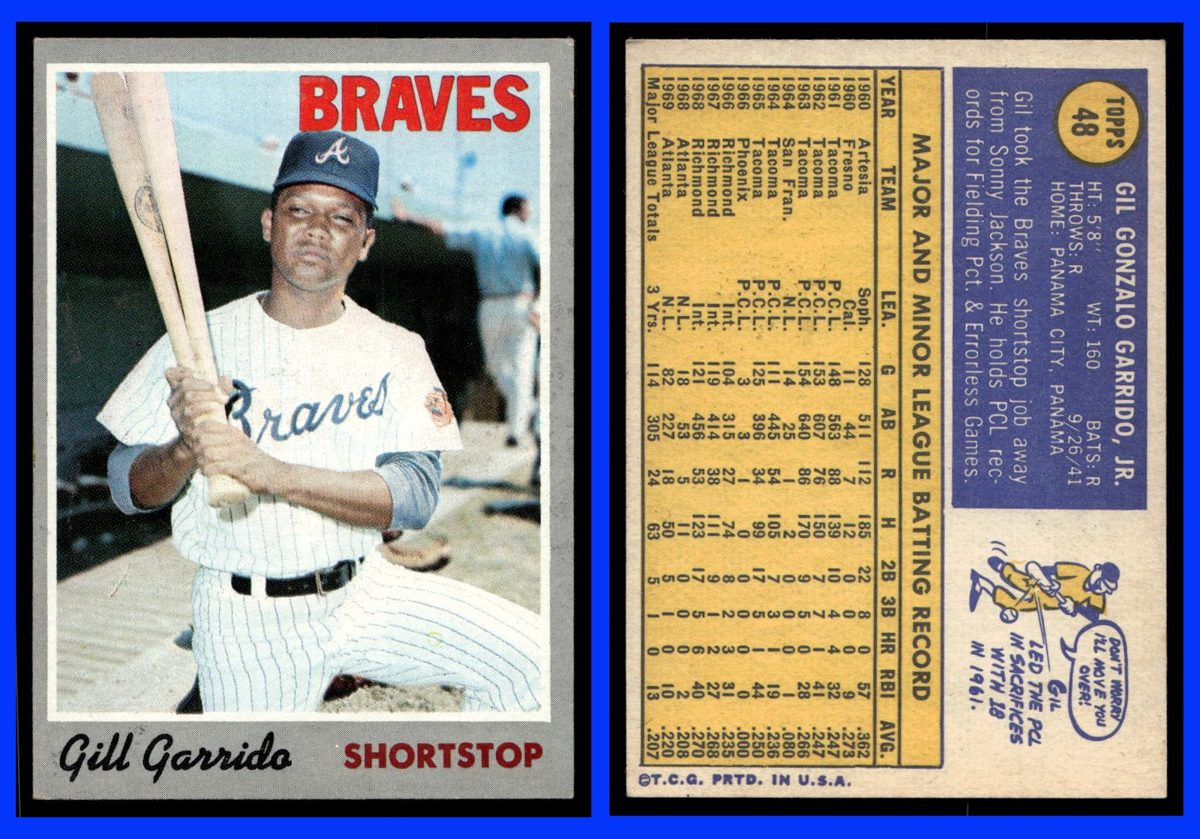 BRAVES
A
Braves
Gill Garrido
SHORTSTOP
TOPPS
48
GIL GONZALO GARRIDO, JR.
HT: 5'8" WT: 160 BATS: R
THROWS: R 9/26/41
HOME: PANAMA CITY, PANAMA
Gil took the Braves shortstop job away
from Sonny Jackson. He holds PCL rec-
ords for Fielding Pct. & Errorless Games.
DON'T WORRY
I'LL MOVE YOU
OVER!
GIL
LED THE PCL
IN SACRIFICES
WITH 18
IN 1961.
MAJOR AND MINOR LEAGUE BATTING RECORD
YEAR TEAM LEA. G AB R H 2B 3B HR RBI AVG.
1960 Artesia Soph. 128 511 112 185 22 8 0 57 .362
1960 Fresno Cal. 11 44 7 12 0 0 0 9 .273
1961 Tacoma P.C.L. 148 563 88 139 10 4 4 32 .247
1962 Tacoma P.C.L. 153 607 76 150 7 7 1 41 .247
1963 Tacoma P.C.L. 154 640 86 170 9 5 2 28 .266
1964 San Fran. N.L. 14 25 1 2 0 0 0 1 .080
1964 Tacoma P.C.L. 111 445 54 105 5 3 1 16 .236
1965 Tacoma P.C.L. 125 396 34 99 17 5 1 44 .250
1966 Phoenix P.C.L. 3 3 1 0 0 0 0 0 .000
1966 Richmond Int. 104 315 27 74 8 2 3 31 .235
1967 Richmond Int. 119 414 38 111 9 1 2 27 .268
1968 Richmond Int. 121 456 53 123 17 5 6 40 .270
1968 Atlanta N.L. 18 53 5 11 0 0 0 2 .208
1969 Atlanta N.L. 82 227 18 50 5 1 0 10 .220
Major League Totals 3 Yrs. 114 305 24 63 5 1 0 13 .207
©T.C.G. PRTD. IN U.S.A.